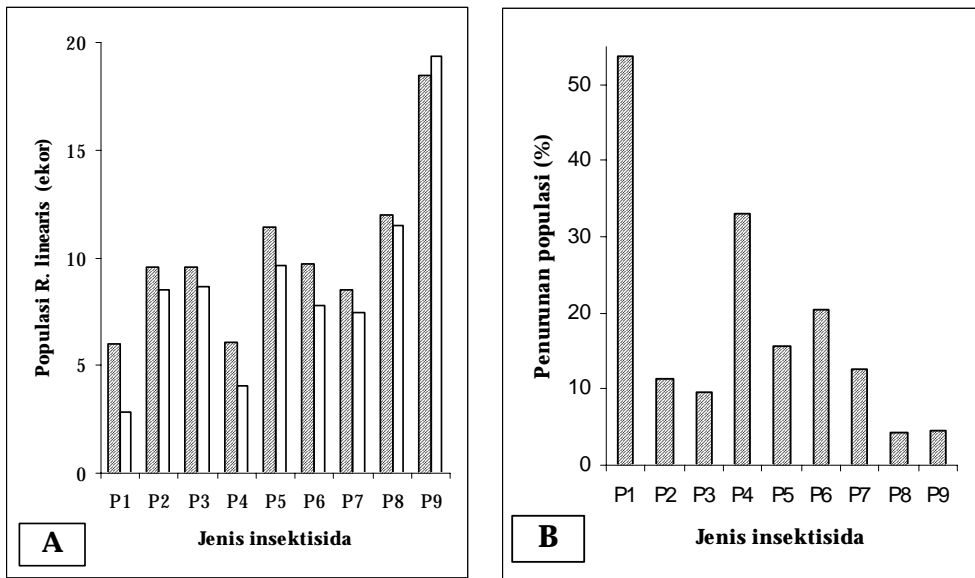 Populasi R. linearis (ekor)
20
15
10
5
0
P1 P2 P3 P4 P5 P6 P7 P8 P9
Jenis insektisida
A
Penurunan populasi (%)
50
40
30
20
10
0
P1 P2 P3 P4 P5 P6 P7 P8 P9
Jenis insektisida
B